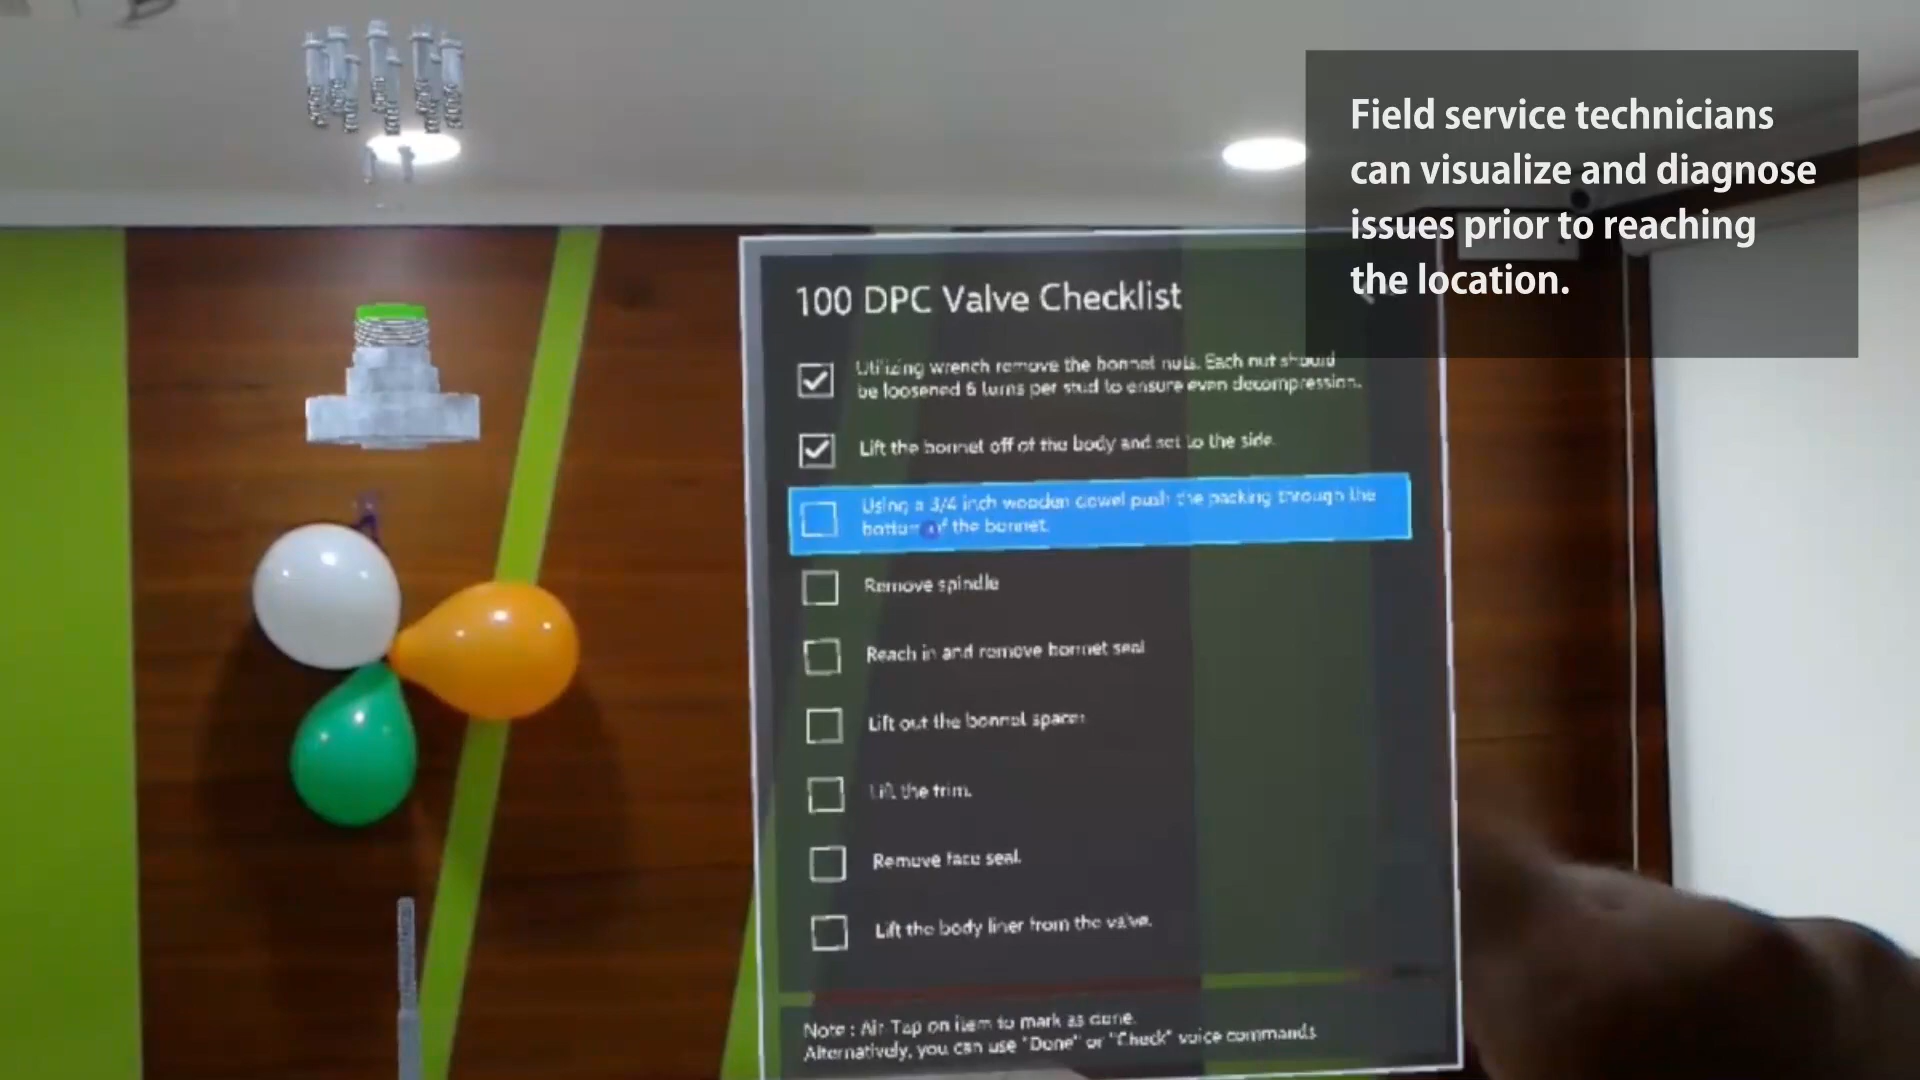 Field service technicians
can visualize and diagnose
issues prior to reaching
the location.
100 DPC Valve Checklist
Utilizing wrench remove the bonnet nuts. Each nut should
be loosened 6 turns per stud to ensure even decompression.
Lift the bonnet off of the body and set to the side.
Using a 3/4 inch wooden dowel push the packing through the
bottom of the bonnet.
Remove spindle
Reach in and remove bonnet seal
Lift out the bonnet spacer
Lift the trim.
Remove face seal.
Lift the body liner from the valve.
Note : Air Tap on item to mark as done.
Alternatively, you can use "Done" or "Check" voice commands